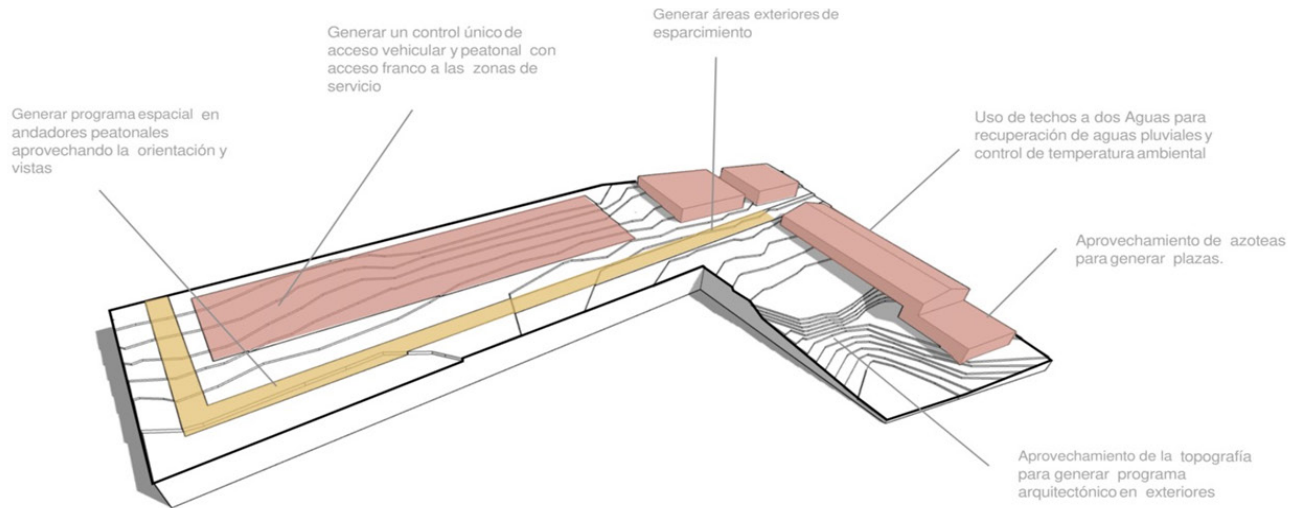 Generar áreas exteriores de
esparcimiento
Generar un control único de
acceso vehicular y peatonal con
acceso franco a las zonas de
servicio
Generar programa espacial en
andadores peatonales
aprovechando la orientación y
vistas
Uso de techos a dos Aguas para
recuperación de aguas pluviales y
control de temperatura ambiental
Aprovechamiento de azoteas
para generar plazas.
Aprovechamiento de la topografía
para generar programa
arquitectónico en exteriores